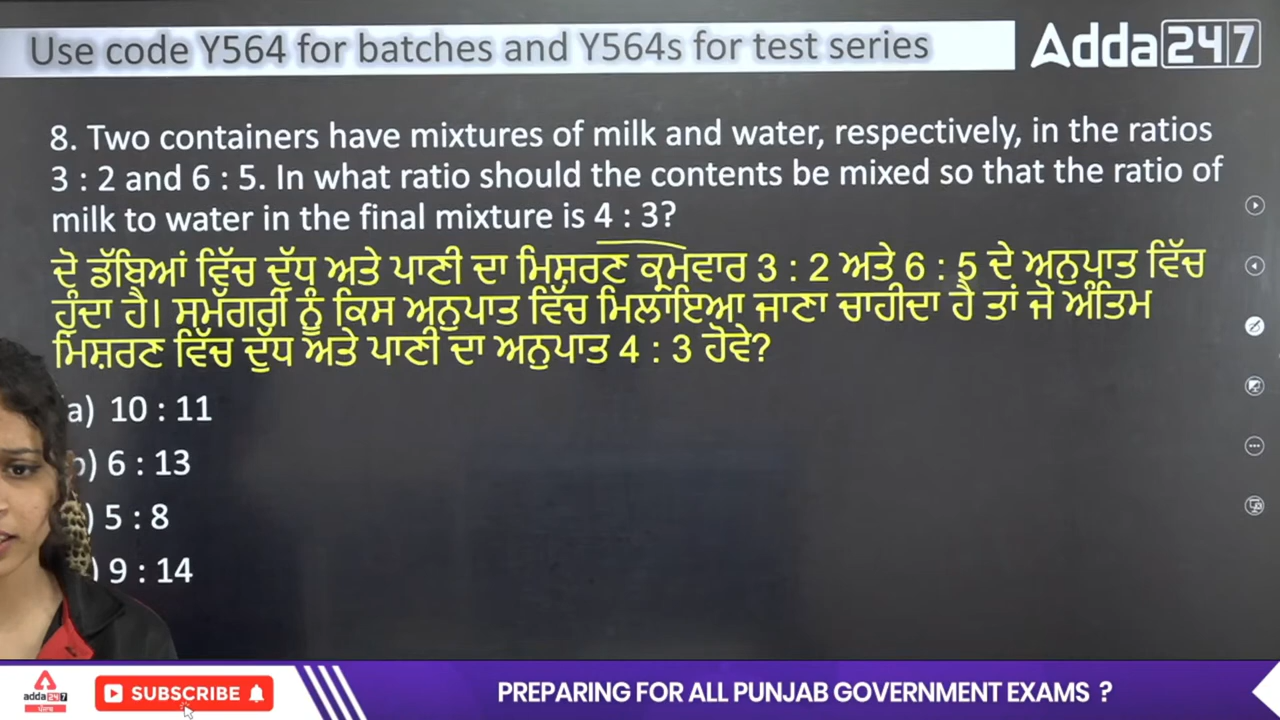 Use code Y564 for batches and Y564s for test series
Adda247
8. Two containers have mixtures of milk and water, respectively, in the ratios
3 : 2 and 6 : 5. In what ratio should the contents be mixed so that the ratio of
milk to water in the final mixture is 4 : 3?
ਦੋ ਡੱਬਿਆਂ ਵਿੱਚ ਦੁੱਧ ਅਤੇ ਪਾਣੀ ਦਾ ਮਿਸ਼ਰਣ ਕ੍ਰਮਵਾਰ 3 : 2 ਅਤੇ 6 : 5 ਦੇ ਅਨੁਪਾਤ ਵਿੱਚ
ਹੁੰਦਾ ਹੈ। ਸਮੱਗਰੀ ਨੂੰ ਕਿਸ ਅਨੁਪਾਤ ਵਿੱਚ ਮਿਲਾਇਆ ਜਾਣਾ ਚਾਹੀਦਾ ਹੈ ਤਾਂ ਜੋ ਅੰਤਿਮ
ਮਿਸ਼ਰਣ ਵਿੱਚ ਦੁੱਧ ਅਤੇ ਪਾਣੀ ਦਾ ਅਨੁਪਾਤ 4 : 3 ਹੋਵੇ?
a) 10 : 11
) 6 : 13
) 5 : 8
) 9 : 14
adda247
ਪੰਜਾਬ
SUBSCRIBE
PREPARING FOR ALL PUNJAB GOVERNMENT EXAMS ?